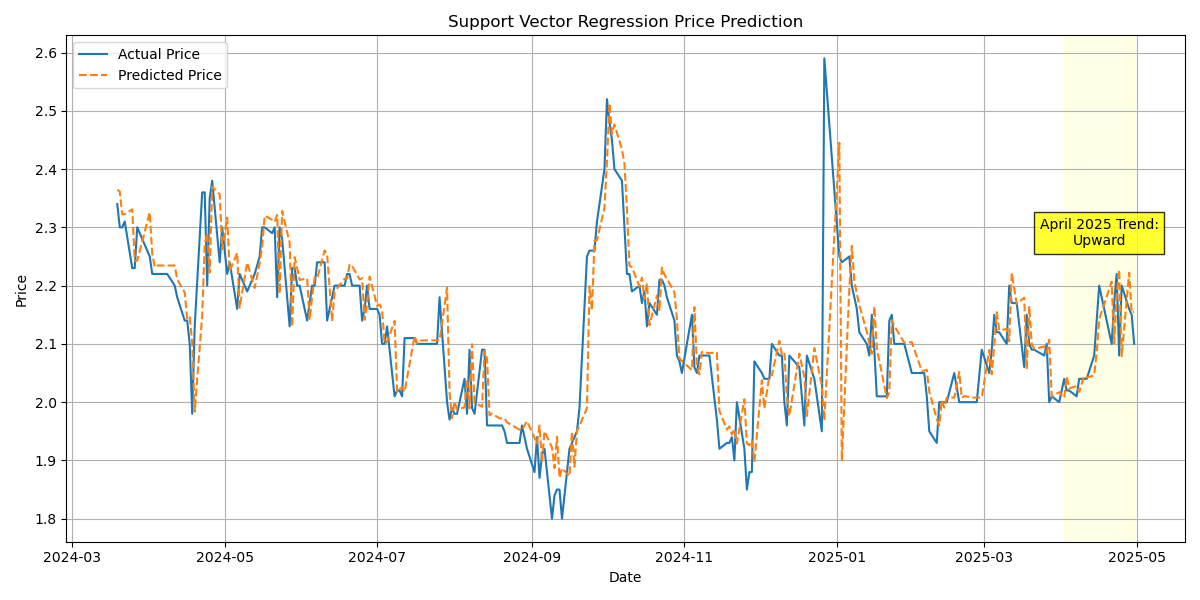 Support Vector Regression Price Prediction
Actual Price
Predicted Price
April 2025 Trend:
Upward
Price
2.6
2.5
2.4
2.3
2.2
2.1
2.0
1.9
1.8
2024-03
2024-05
2024-07
2024-09
2024-11
2025-01
2025-03
2025-05
Date